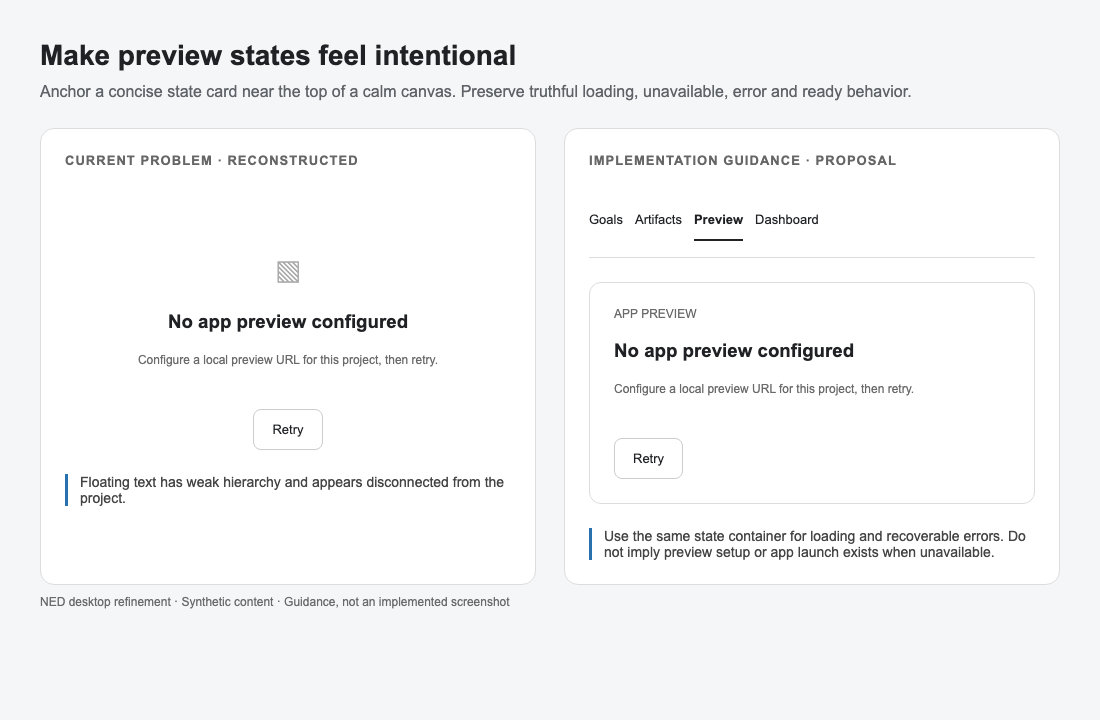 Make preview states feel intentional
Anchor a concise state card near the top of a calm canvas. Preserve truthful loading, unavailable, error and ready behavior.
CURRENT PROBLEM · RECONSTRUCTED
No app preview configured
Configure a local preview URL for this project, then retry.
Retry
Floating text has weak hierarchy and appears disconnected from the
project.
IMPLEMENTATION GUIDANCE · PROPOSAL
Goals Artifacts Preview Dashboard
APP PREVIEW
No app preview configured
Configure a local preview URL for this project, then retry.
Retry
Use the same state container for loading and recoverable errors. Do
not imply preview setup or app launch exists when unavailable.
NED desktop refinement · Synthetic content · Guidance, not an implemented screenshot